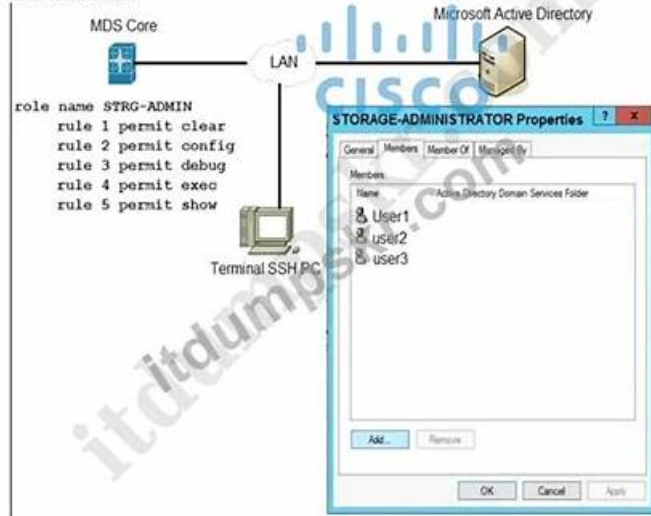 MDS Core
Microsoft Active Directory
LAN
CISCO
role name STRG-ADMIN
rule 1 permit clear
rule 2 permit config
rule 3 permit debug
rule 4 permit exec
rule 5 permit show
Terminal SSH PC
STORAGE-ADMINISTRATOR Properties
General
Members
Member Of
Managed By
Members
Name
Active Directory Domain Services Folder
User1
user2
user3
Add...
Remove
OK
Cancel
Apply
itdumpskr.com